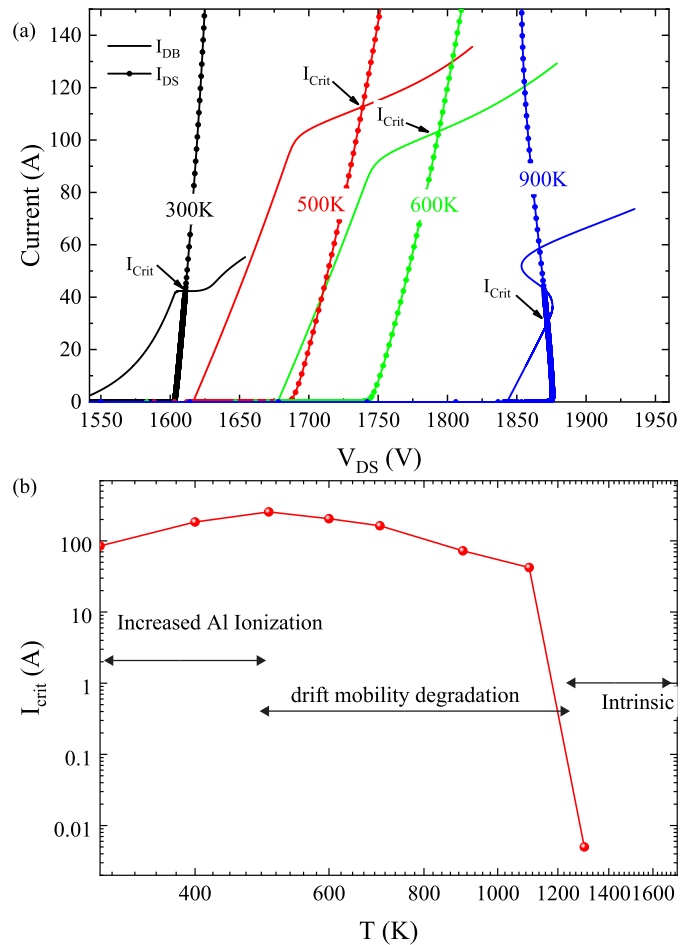 (a)
140
120
100
80
60
40
20
0
Current (A)
I_DB
I_DS
I_Crit
I_Crit
I_Crit
I_Crit
300K
500K
600K
900K
1550 1600 1650 1700 1750 1800 1850 1900 1950
V_DS (V)
(b)
100
10
1
0.1
0.01
I_crit (A)
Increased Al Ionization
drift mobility degradation
Intrinsic
400 600 800 1000 1200 1400 1600
T (K)